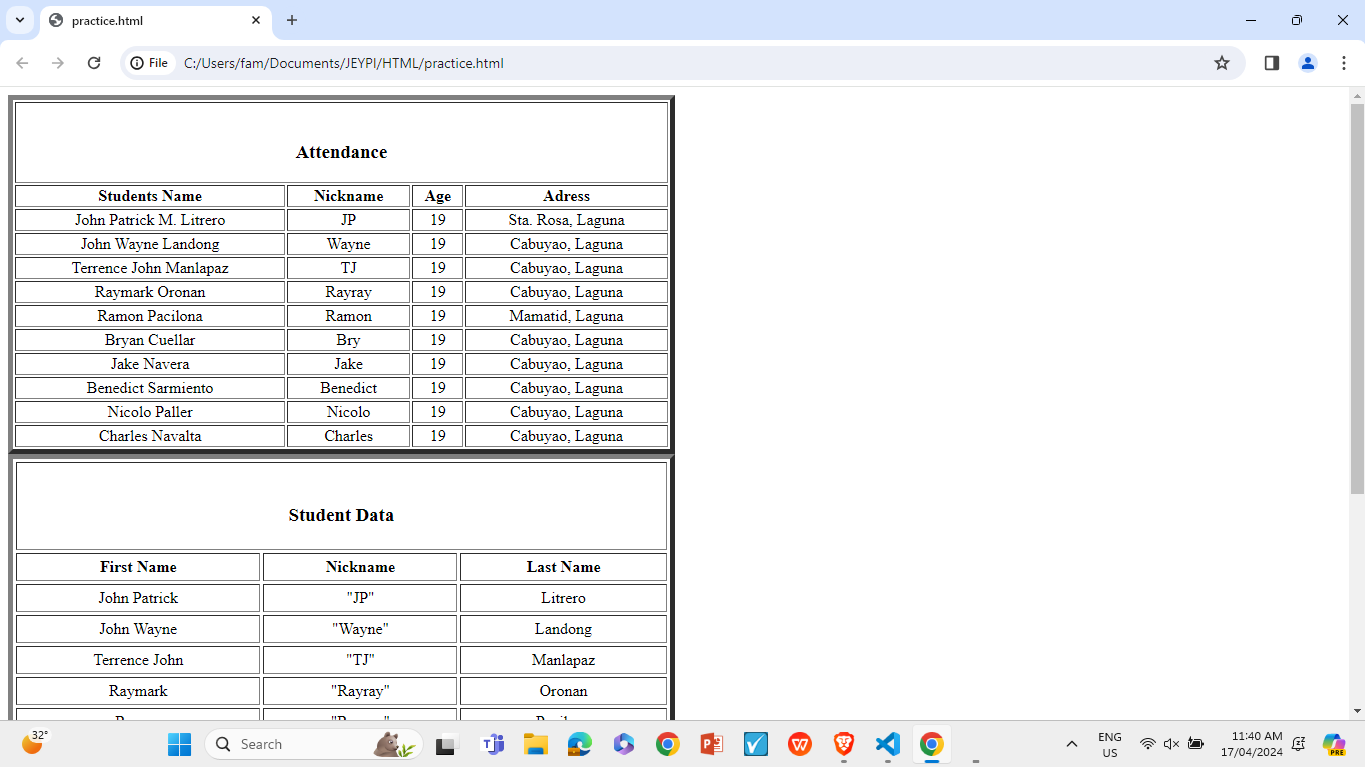 practice.html
File C:/Users/fam/Documents/JEYPI/HTML/practice.html
Attendance
Students Name Nickname Age Adress
John Patrick M. Litrero JP 19 Sta. Rosa, Laguna
John Wayne Landong Wayne 19 Cabuyao, Laguna
Terrence John Manlapaz TJ 19 Cabuyao, Laguna
Raymark Oronan Rayray 19 Cabuyao, Laguna
Ramon Pacilona Ramon 19 Mamatid, Laguna
Bryan Cuellar Bry 19 Cabuyao, Laguna
Jake Navera Jake 19 Cabuyao, Laguna
Benedict Sarmiento Benedict 19 Cabuyao, Laguna
Nicolo Paller Nicolo 19 Cabuyao, Laguna
Charles Navalta Charles 19 Cabuyao, Laguna
Student Data
First Name Nickname Last Name
John Patrick "JP" Litrero
John Wayne "Wayne" Landong
Terrence John "TJ" Manlapaz
Raymark "Rayray" Oronan
32°
Search
ENG
US
11:40 AM
17/04/2024
PRE